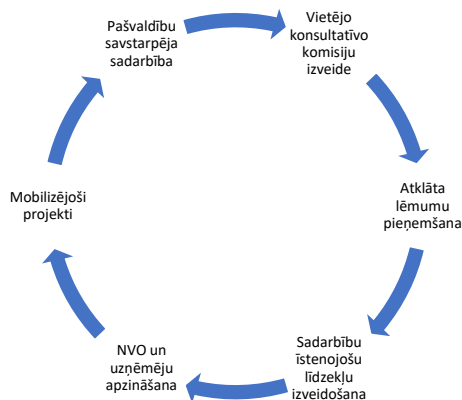 Pašvaldību
savstarpēja
sadarbība
Vietējo
konsultatīvo
komisiju
izveide
Atklāta
lēmumu
pieņemšana
Sadarbību
īstenojošu
līdzekļu
izveidošana
NVO un
uzņēmēju
apzināšana
Mobilizējoši
projekti